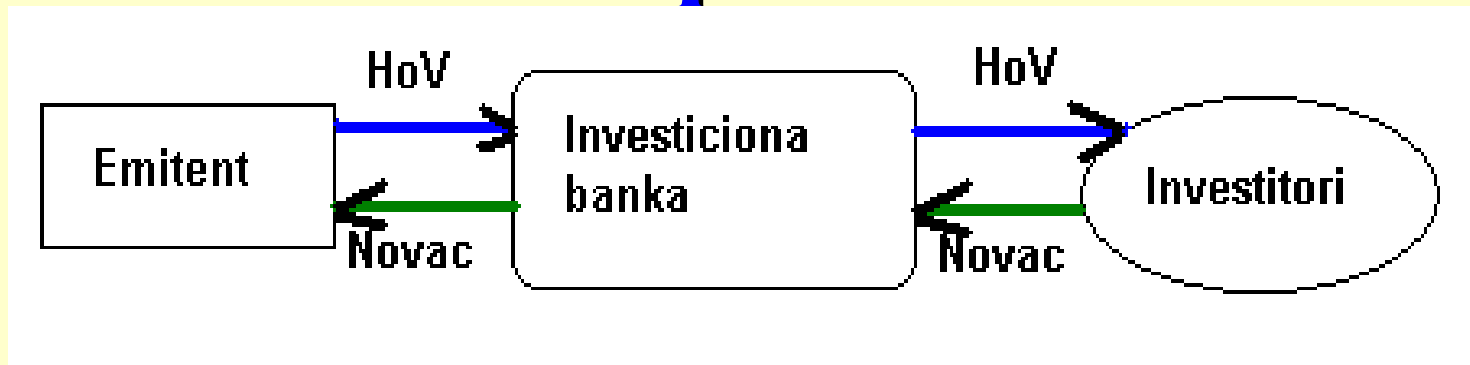 HoV
HoV
Emitent
Investiciona
banka
Investitori
Novac
Novac